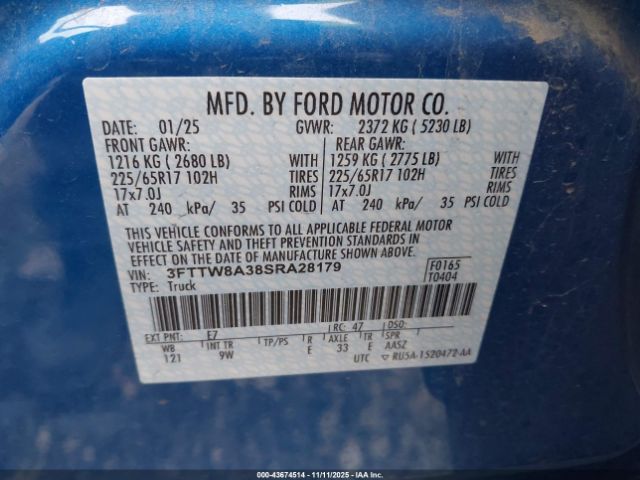 MFD. BY FORD MOTOR CO.
DATE: 01/25 GVWR: 2372 KG ( 5230 LB)
FRONT GAWR: REAR GAWR:
1216 KG ( 2680 LB) WITH 1259 KG ( 2775 LB) WITH
225/65R17 102H TIRES 225/65R17 102H TIRES
17x7.0J RIMS 17x7.0J RIMS
AT 240 kPa/ 35 PSI COLD AT 240 kPa/ 35 PSI COLD
THIS VEHICLE CONFORMS TO ALL APPLICABLE FEDERAL MOTOR
VEHICLE SAFETY AND THEFT PREVENTION STANDARDS IN
EFFECT ON THE DATE OF MANUFACTURE SHOWN ABOVE.
VIN: 3FTTW8A38SRA28179 F0165
TYPE: Truck T0404
EXT PNT: E7 RC: 47 DSO:
WB INT TR TP/PS R AXLE TR SPR
121 9W E 33 E AASZ
UTC ▽ RU5A-1520472-AA
000-43674514 - 11/11/2025 - IAAI.COM